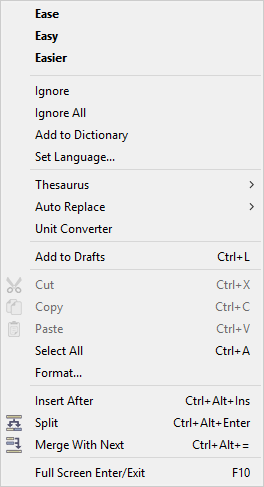 Ease
Easy
Easier
Ignore
Ignore All
Add to Dictionary
Set Language...
Thesaurus
Auto Replace
Unit Converter
Add to Drafts Ctrl+L
Cut Ctrl+X
Copy Ctrl+C
Paste Ctrl+V
Select All Ctrl+A
Format...
Insert After Ctrl+Alt+Ins
Split Ctrl+Alt+Enter
Merge With Next Ctrl+Alt+=
Full Screen Enter/Exit F10